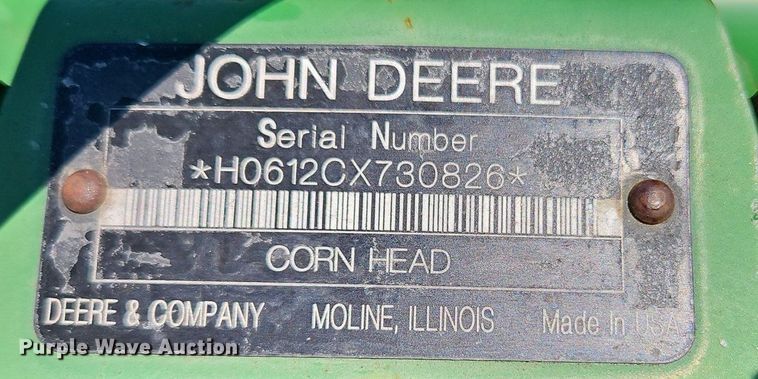 JOHN DEERE
Serial Number
*H0612CX730826*
CORN HEAD
DEERE & COMPANY MOLINE, ILLINOIS Made In USA
Purple Wave Auction